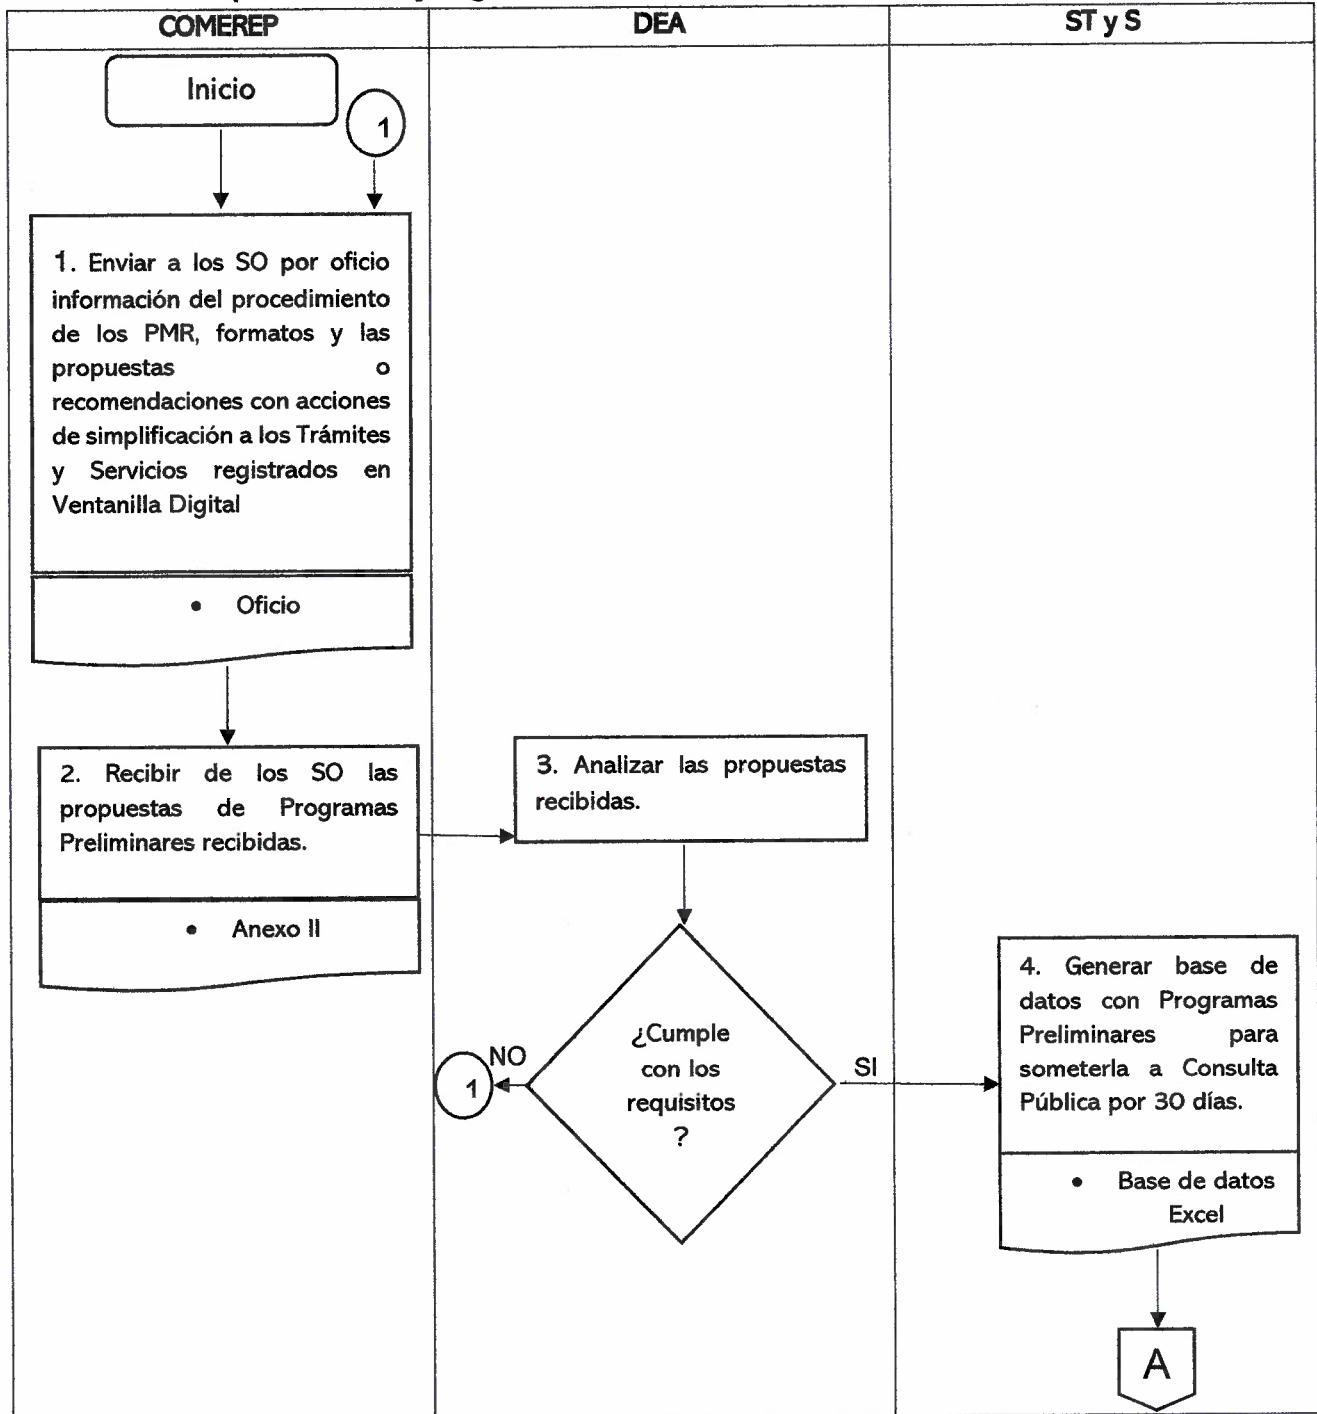 COMEREP
DEA
ST y S
Inicio
1
1. Enviar a los SO por oficio
información del procedimiento
de los PMR, formatos y las
propuestas o
recomendaciones con acciones
de simplificación a los Trámites
y Servicios registrados en
Ventanilla Digital
• Oficio
2. Recibir de los SO las
propuestas de Programas
Preliminares recibidas.
• Anexo II
3. Analizar las propuestas
recibidas.
¿Cumple
con los
requisitos
?
NO
1
SI
4. Generar base de
datos con Programas
Preliminares para
someterla a Consulta
Pública por 30 días.
• Base de datos
Excel
A